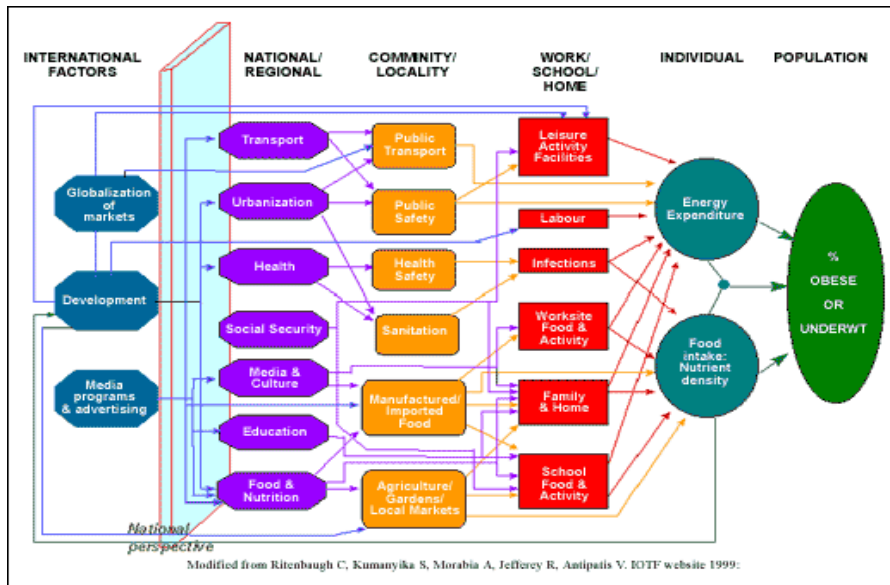 INTERNATIONAL
FACTORS
NATIONAL/
REGIONAL
COMMINITY/
LOCALITY
WORK/
SCHOOL/
HOME
INDIVIDUAL
POPULATION
Globalization
of
markets
Development
Media
programs
& advertising
Transport
Urbanization
Health
Social Security
Media &
Culture
Education
Food &
Nutrition
National
perspective
Public
Transport
Public
Safety
Health
Safety
Sanitation
Manufactured/
Imported
Food
Agriculture/
Gardens/
Local Markets
Leisure
Activity
Facilities
Labour
Infections
Worksite
Food &
Activity
Family
& Home
School
Food &
Activity
Energy
Expenditure
Food
intake:
Nutrient
density
%
OBESE
OR
UNDERWT
Modified from Ritenbaugh C, Kumanyika S, Morabia A, Jefferey R, Antipatis V. IOTF website 1999: